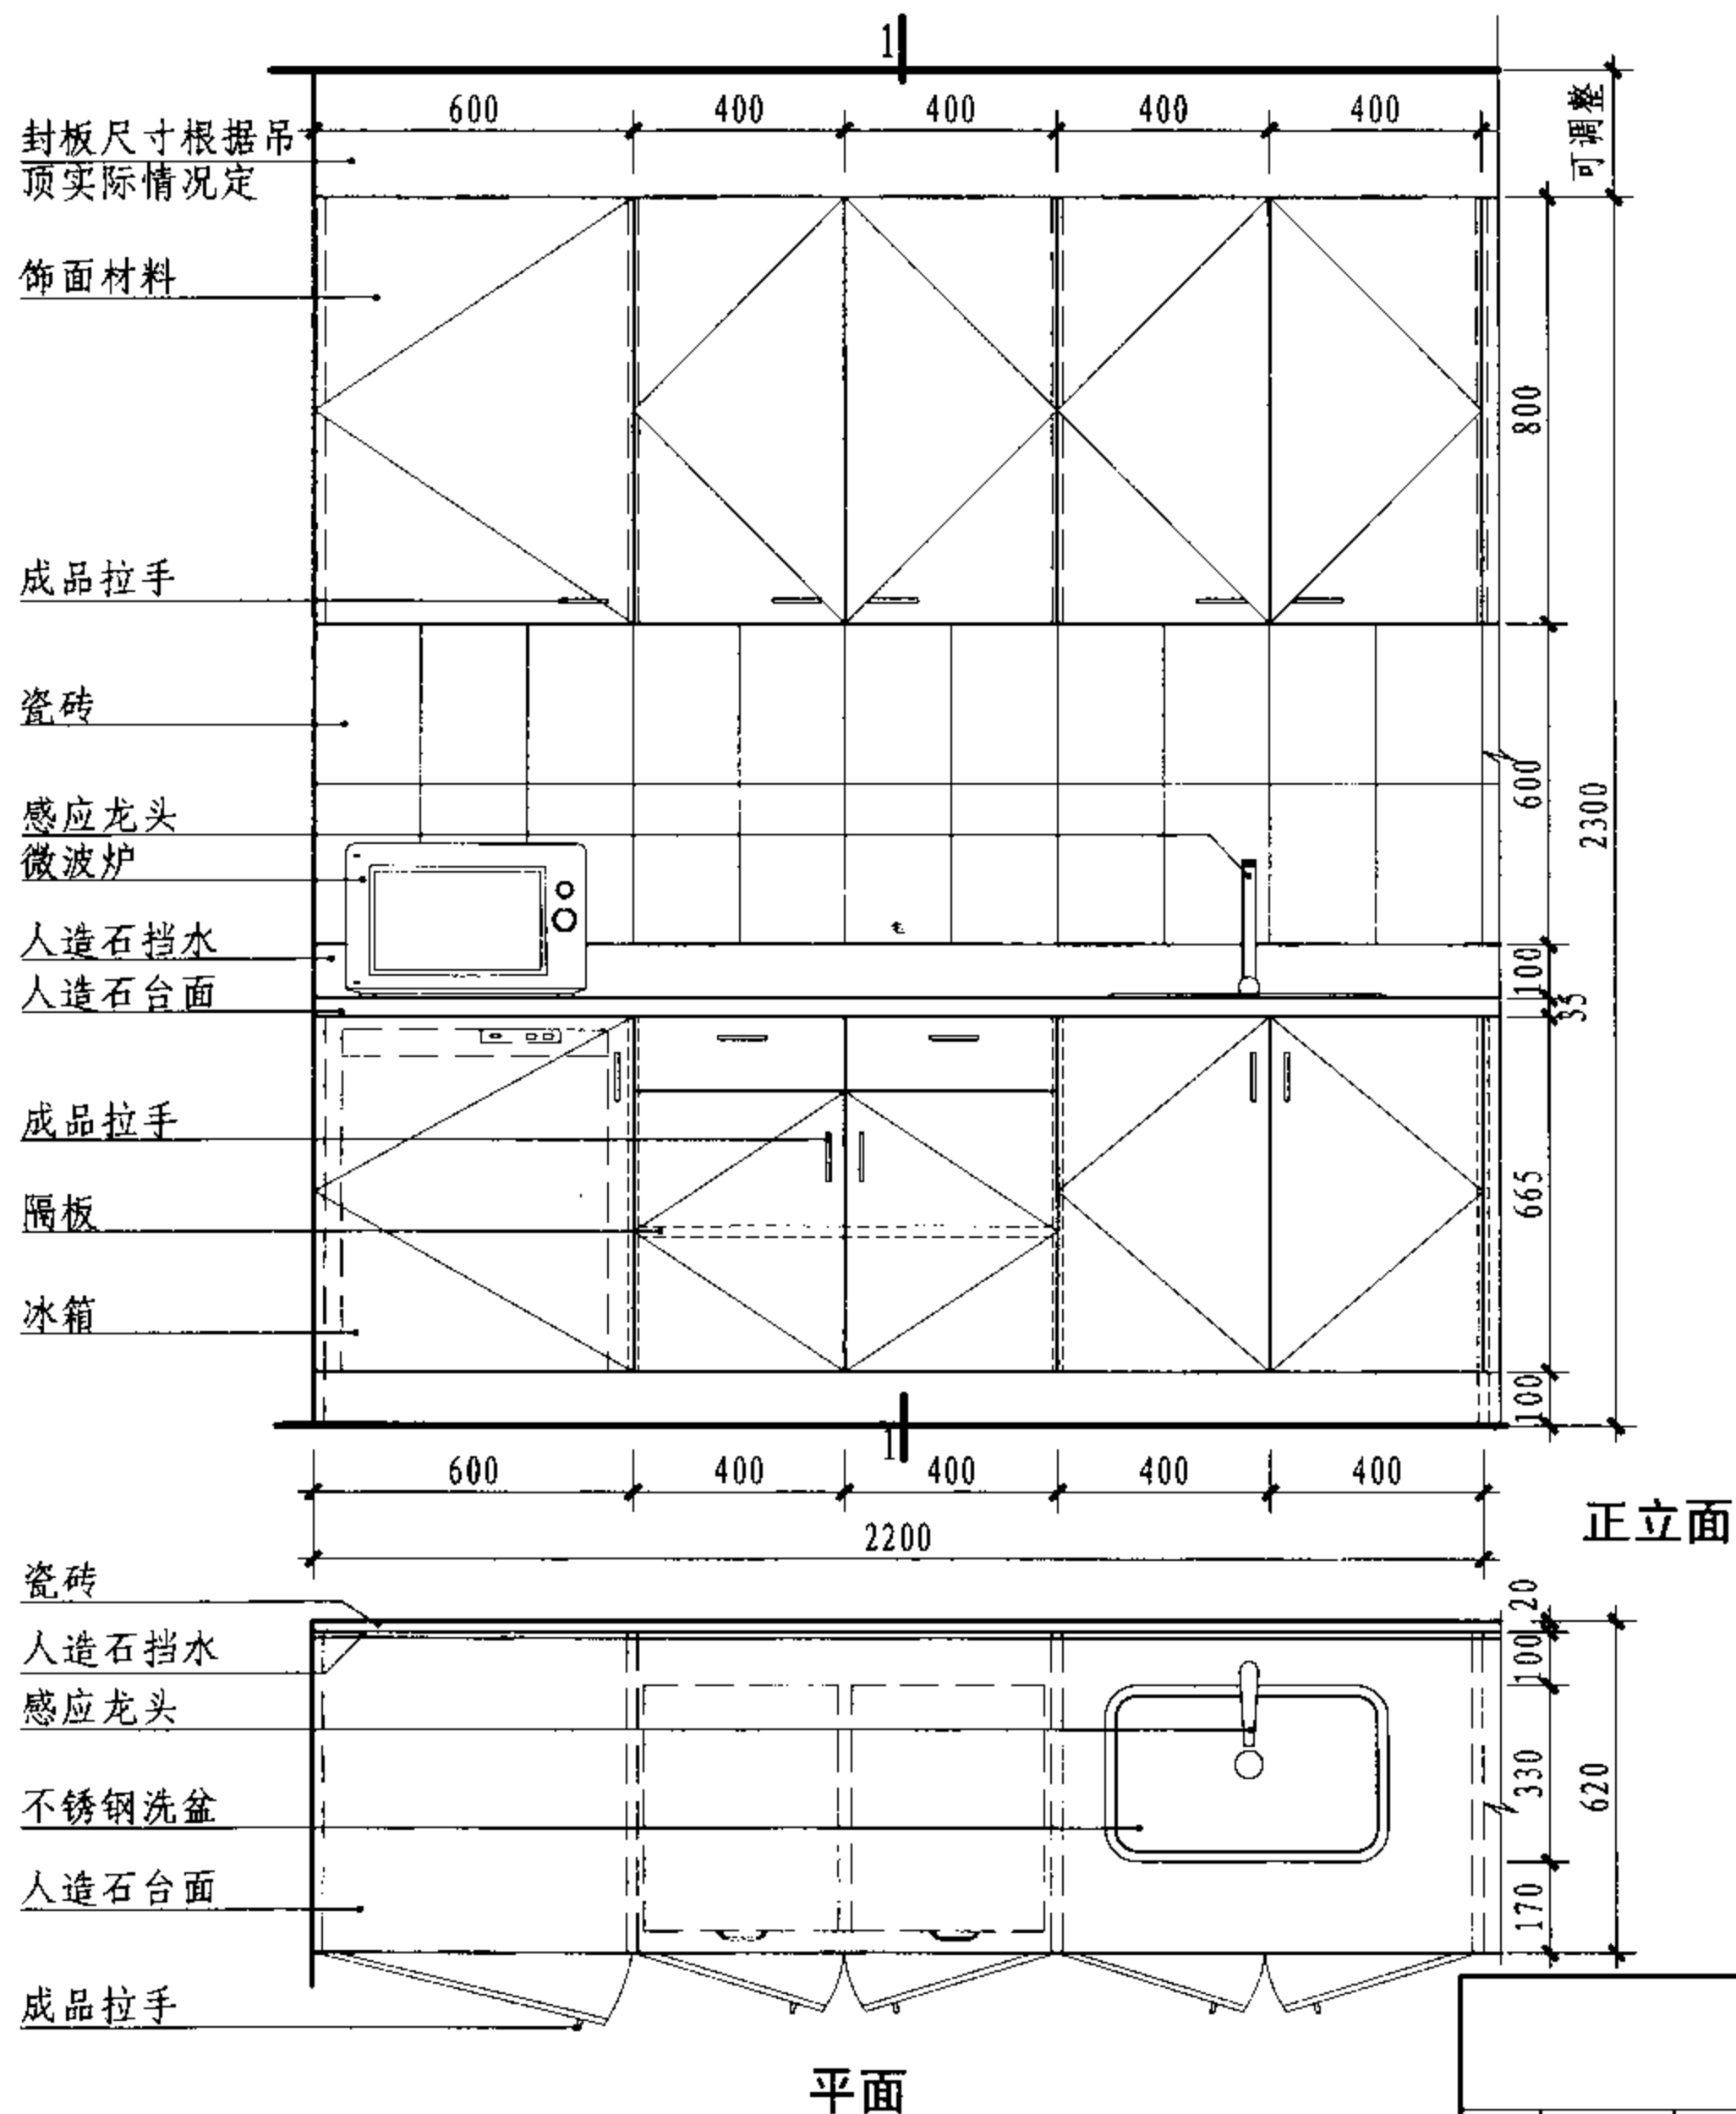 1
600 400 400 400 400
可调整
封板尺寸根据吊
顶实际情况定
饰面材料
800
成品拉手
瓷砖
600
2300
感应龙头
微波炉
人造石挡水
100
人造石台面
35
成品拉手
665
隔板
冰箱
100
1
600 400 400 400 400
2200
正立面
瓷砖
20
人造石挡水
100
感应龙头
不锈钢洗盆
330
620
人造石台面
170
成品拉手
平面